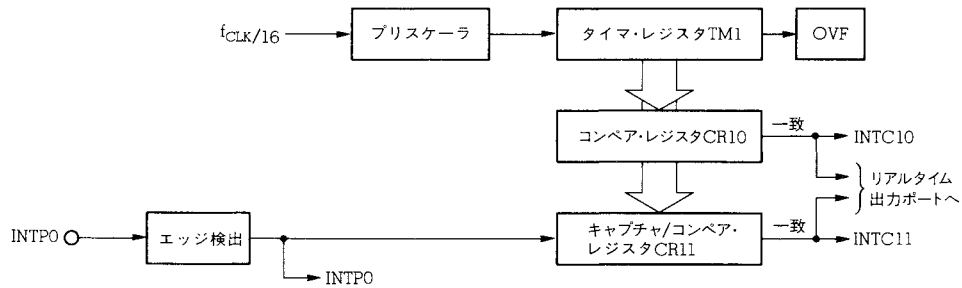 fCLK/16
プリスケーラ
タイマ・レジスタTM1
OVF
コンペア・レジスタCR10
一致
INTC10
リアルタイム
出力ポートへ
INTP0
エッジ検出
キャプチャ/コンペア・
レジスタCR11
一致
INTC11
INTP0